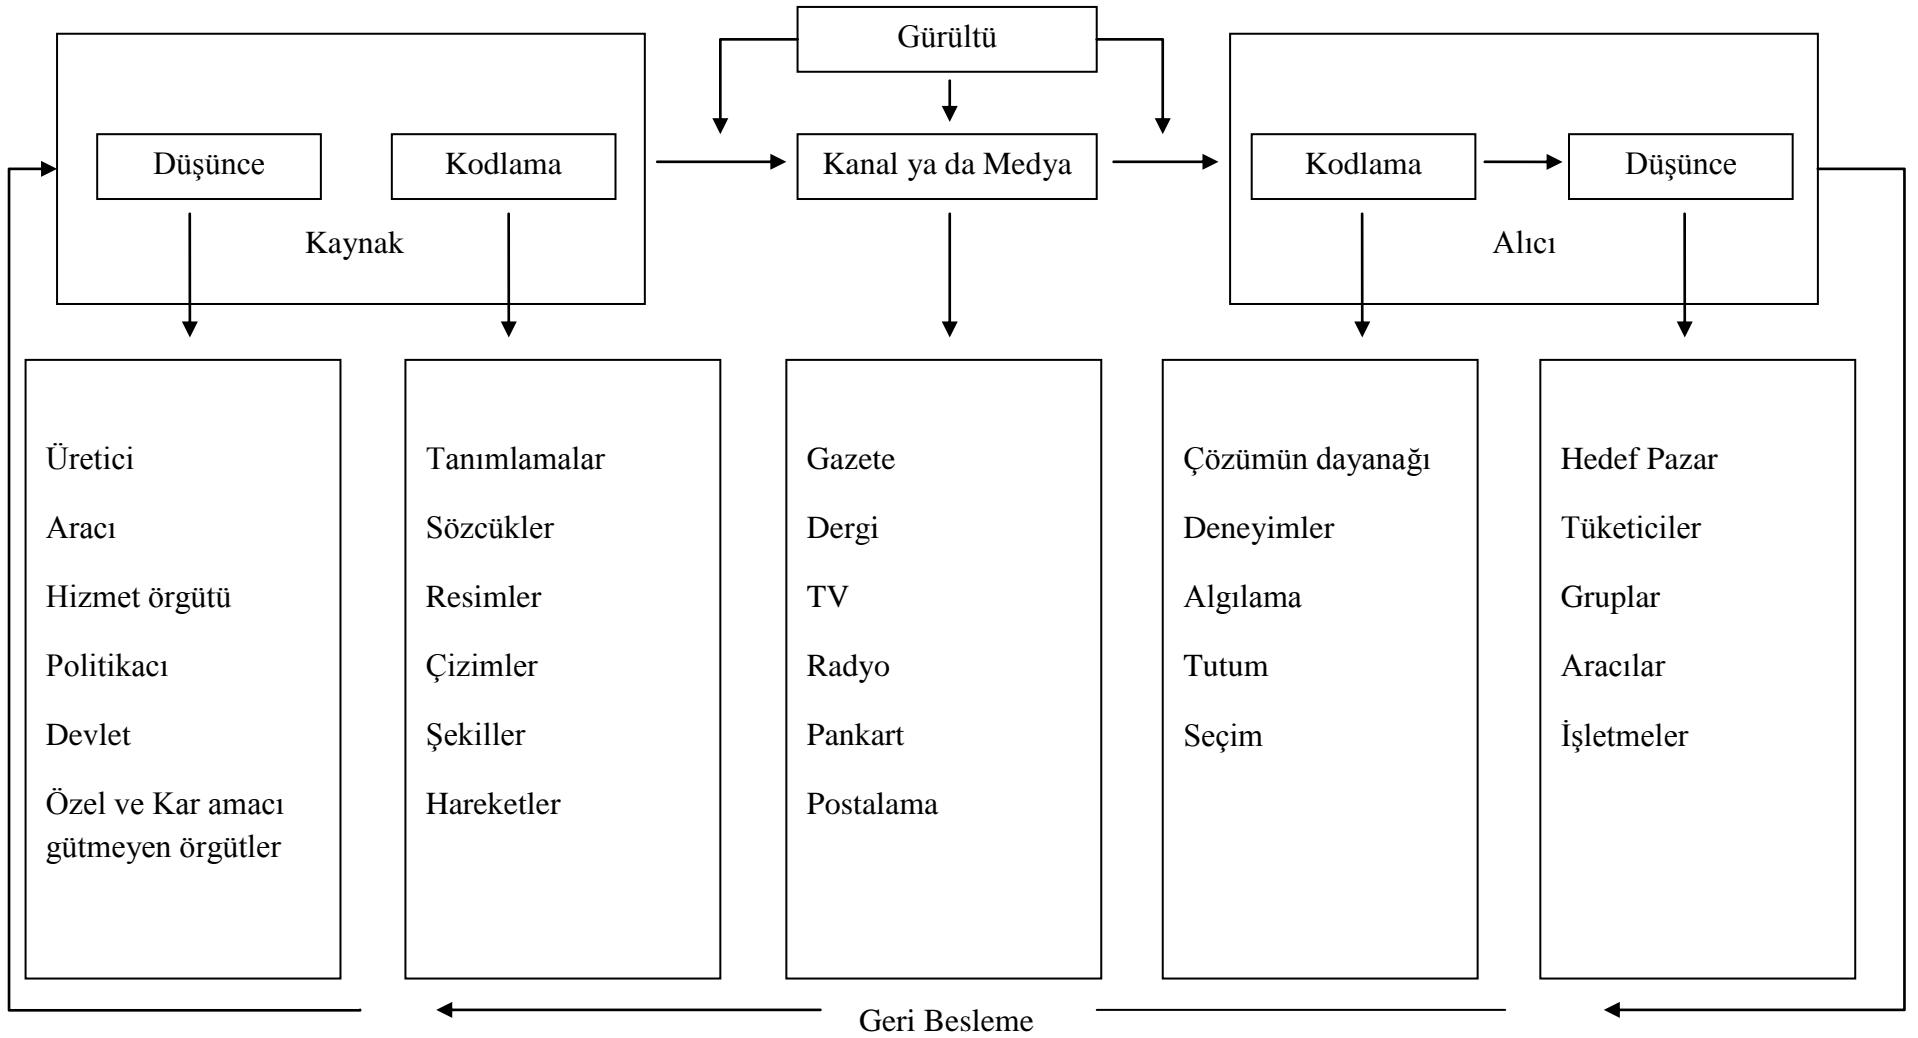 Gürültü
Düşünce
Kodlama
Kanal ya da Medya
Kodlama
Düşünce
Kaynak
Alıcı
Üretici
Aracı
Hizmet örgütü
Politikacı
Devlet
Özel ve Kar amacı
gütmeyen örgütler
Tanımlamalar
Sözcükler
Resimler
Çizimler
Şekiller
Hareketler
Gazete
Dergi
TV
Radyo
Pankart
Postalama
Çözümün dayanağı
Deneyimler
Algılama
Tutum
Seçim
Hedef Pazar
Tüketiciler
Gruplar
Aracılar
İşletmeler
Geri Besleme